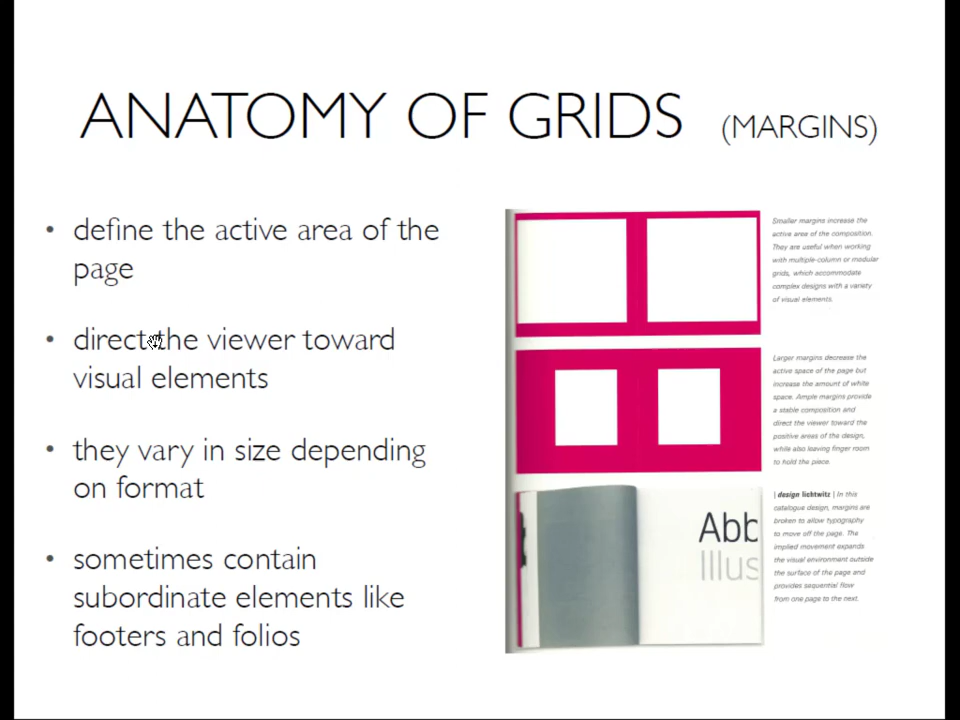 ANATOMY OF GRIDS (MARGINS)
• define the active area of the
page
• direct the viewer toward
visual elements
• they vary in size depending
on format
• sometimes contain
subordinate elements like
footers and folios
Smaller margins increase the
active area of the composition.
They are useful when working
with multiple-column or modular
grids, which accommodate
complex designs with a variety
of visual elements.
Larger margins decrease the
active space of the page but
increase the amount of white
space. Ample margins provide
a stable composition and
direct the viewer toward the
positive areas of the design,
while also leaving finger room
to hold the piece.
Abb
Illus
| design lichtwitz | In this
catalogue design, margins are
broken to allow typography
to move off the page. The
implied movement expands
the visual environment outside
the surface of the page and
provides sequential flow
from one page to the next.